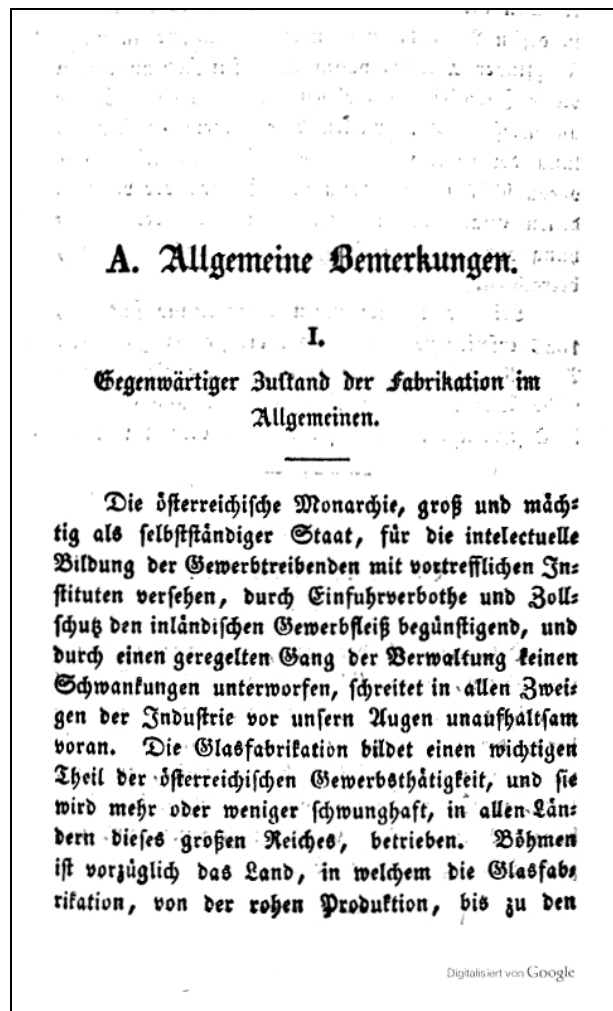 A. Allgemeine Bemerkungen.
I.
Gegenwärtiger Zustand der Fabrikation im
Allgemeinen.
Die österreichische Monarchie, groß und mäch-
tig als selbstständiger Staat, für die intelectuelle
Bildung der Gewerbtreibenden mit vortrefflichen In-
stituten versehen, durch Einfuhrverbothe und Zoll-
schutz den inländischen Gewerbfleiß begünstigend, und
durch einen geregelten Gang der Verwaltung keinen
Schwankungen unterworfen, schreitet in allen Zwei-
gen der Industrie vor unsern Augen unaufhaltsam
voran. Die Glasfabrikation bildet einen wichtigen
Theil der österreichischen Gewerbsthätigkeit, und sie
wird mehr oder weniger schwunghaft, in allen Län-
dern dieses großen Reiches, betrieben. Böhmen
ist vorzüglich das Land, in welchem die Glasfab-
rikation, von der rohen Produktion, bis zu den
Digitalisiert von Google